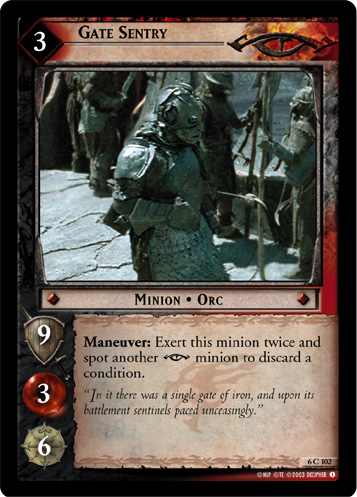 3
Gate Sentry
Minion • Orc
9
Maneuver: Exert this minion twice and
spot another minion to discard a
condition.
3
"In it there was a single gate of iron, and upon its
battlement sentinels paced unceasingly."
6
6 C 102
©NLP ©TE ©2003 DECIPHER